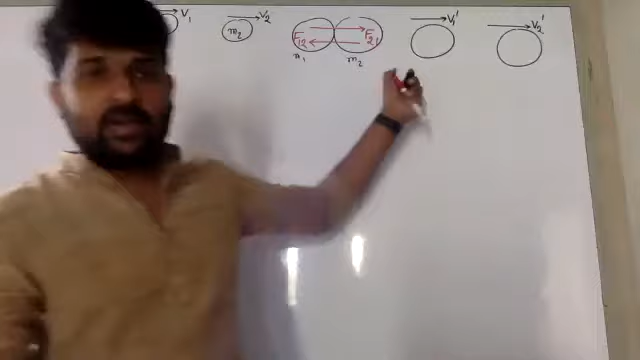 V₁ V₂ V₁' V₂'
m₂ F₁₂ F₂₁
m₁ m₂